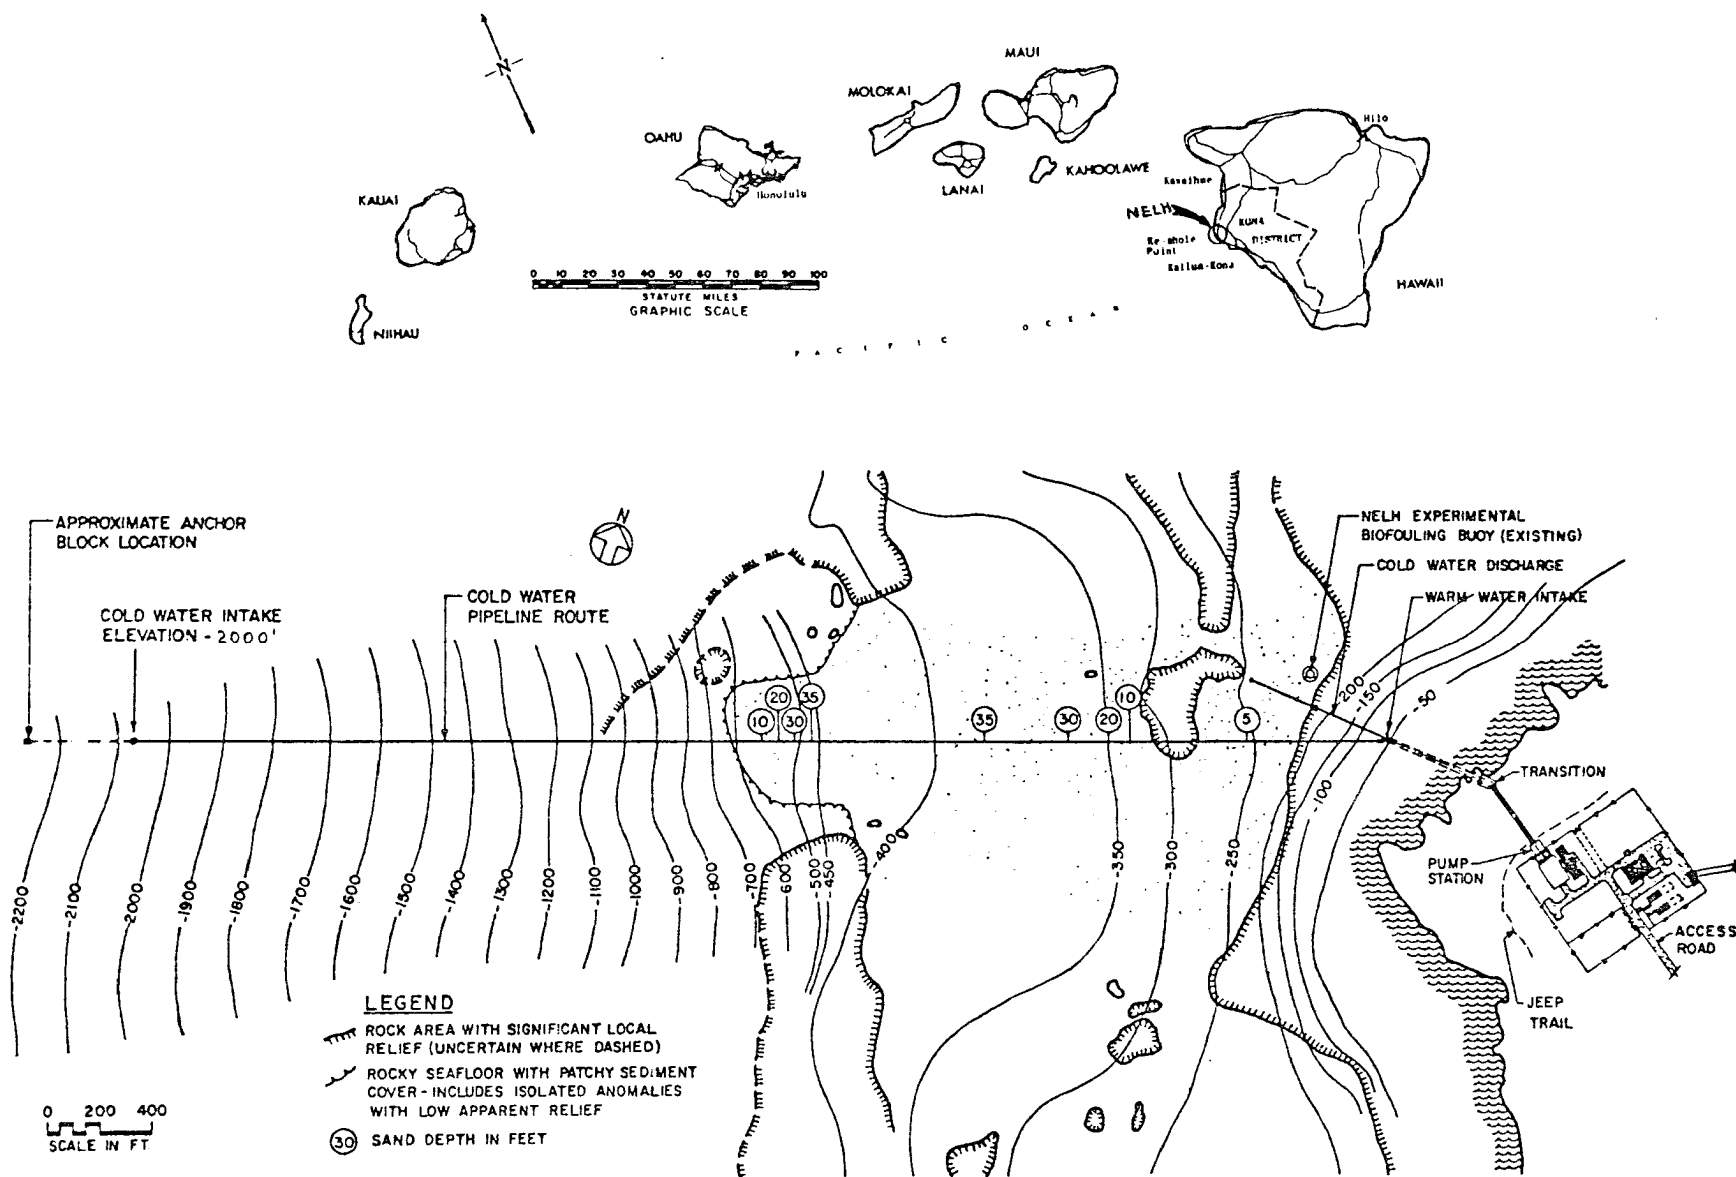 N
MAUI
MOLOKAI
OAHU
Hilo
KAHOOLAWE
LANAI
Honolulu
KAUAI
Kawaihae
NELH
KONA
DISTRICT
Ke-ahole
Point
Kailua-Kona
HAWAII
0 10 20 30 40 50 60 70 80 90 100
STATUTE MILES
GRAPHIC SCALE
NIIHAU
PACIFIC OCEAN
APPROXIMATE ANCHOR
BLOCK LOCATION
N
NELH EXPERIMENTAL
BIOFOULING BUOY (EXISTING)
COLD WATER DISCHARGE
COLD WATER
PIPELINE ROUTE
WARM WATER INTAKE
COLD WATER INTAKE
ELEVATION -2000'
-200
-150
-50
-100
10
20
30
35
35
30
20
10
5
TRANSITION
PUMP
STATION
ACCESS
ROAD
JEEP
TRAIL
-2200
-2100
-2000
-1900
-1800
-1700
-1600
-1500
-1400
-1300
-1200
-1100
-1000
-900
-800
-700
-600
-500
-450
-400
-350
-300
-250
LEGEND
ROCK AREA WITH SIGNIFICANT LOCAL
RELIEF (UNCERTAIN WHERE DASHED)
ROCKY SEAFLOOR WITH PATCHY SEDIMENT
COVER-INCLUDES ISOLATED ANOMALIES
WITH LOW APPARENT RELIEF
30 SAND DEPTH IN FEET
0 200 400
SCALE IN FT